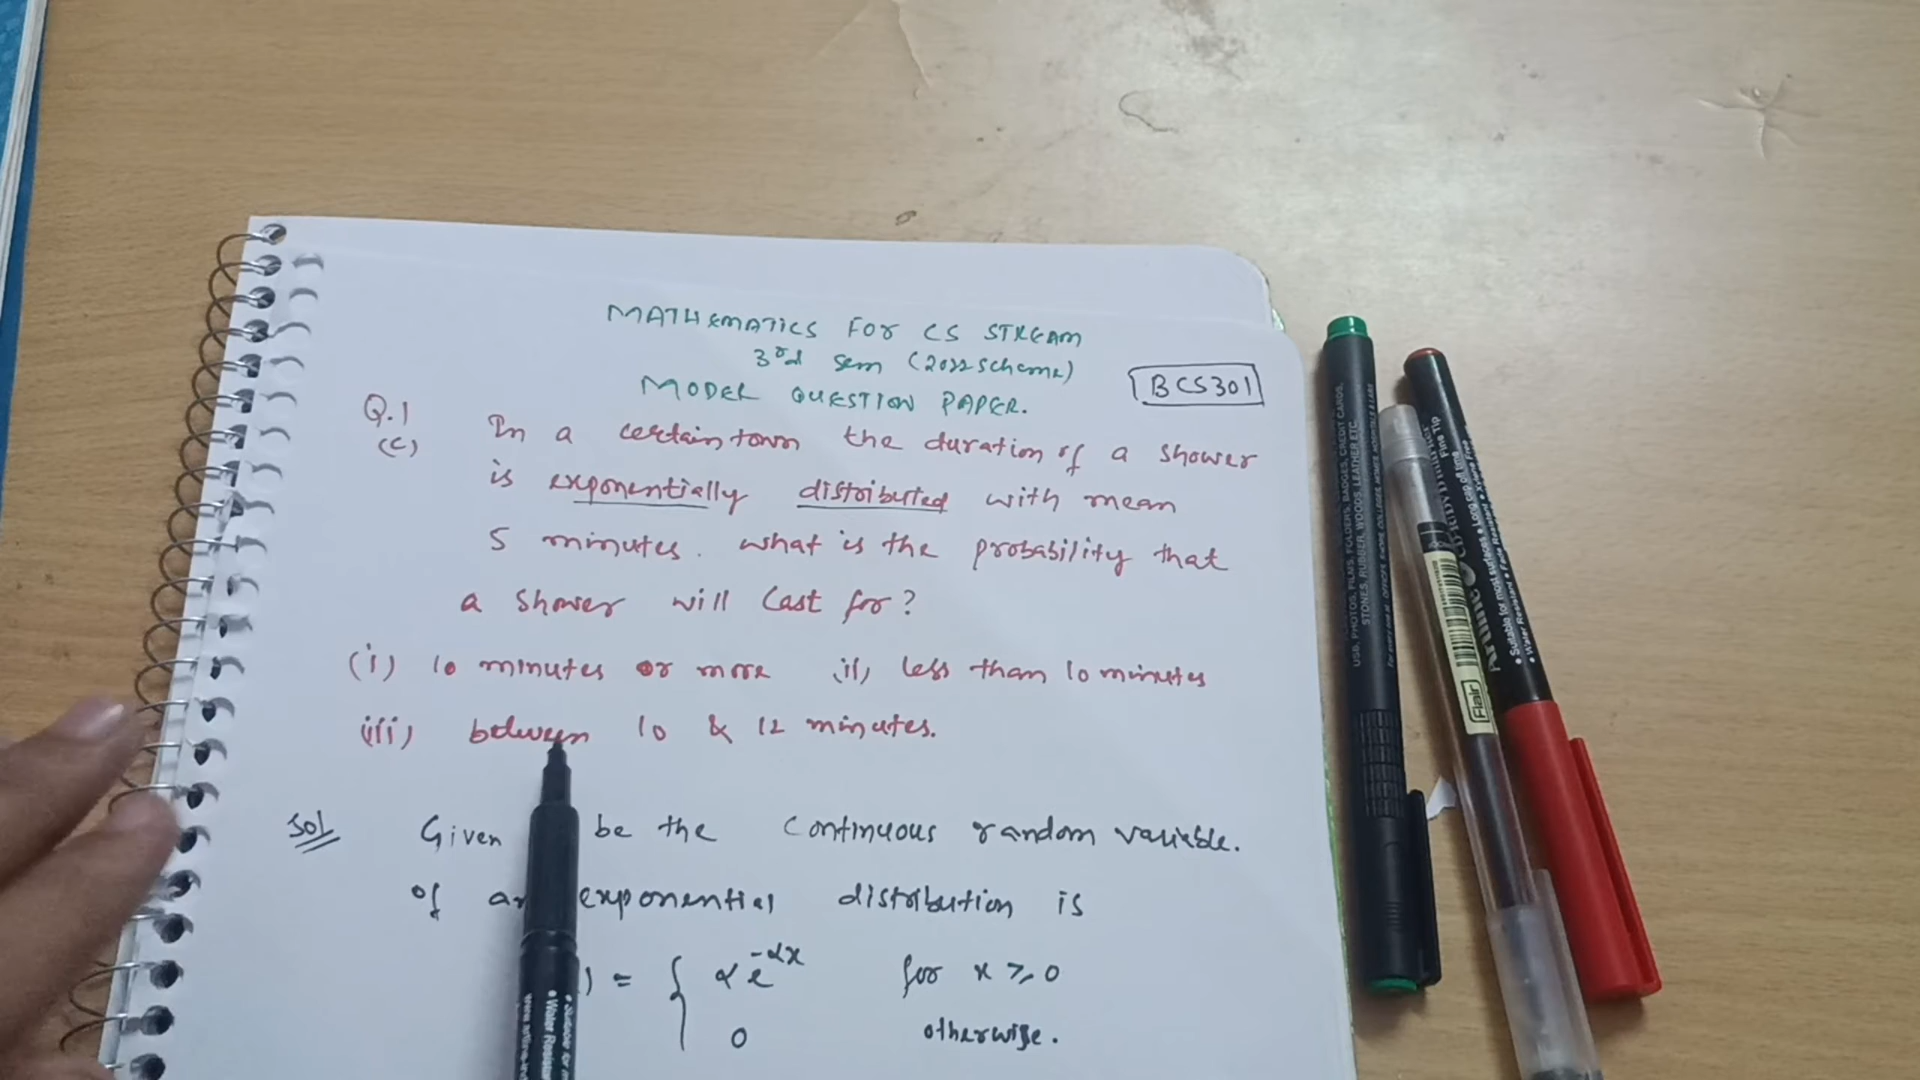 MATHEMATICS FOR CS STREAM
3rd sem (2022 scheme)
MODEL QUESTION PAPER.
BCS301
Q.1
(c) In a certain town the duration of a shower
is exponentially distributed with mean
5 minutes. what is the probability that
a shower will last for?
(i) 10 minutes or more ii, less than 10 minutes
iii) between 10 & 12 minutes.
Sol Given be the continuous random variable.
of an exponential distribution is
) = { αe^-αx for x ≥ 0
0 otherwise.
Flair